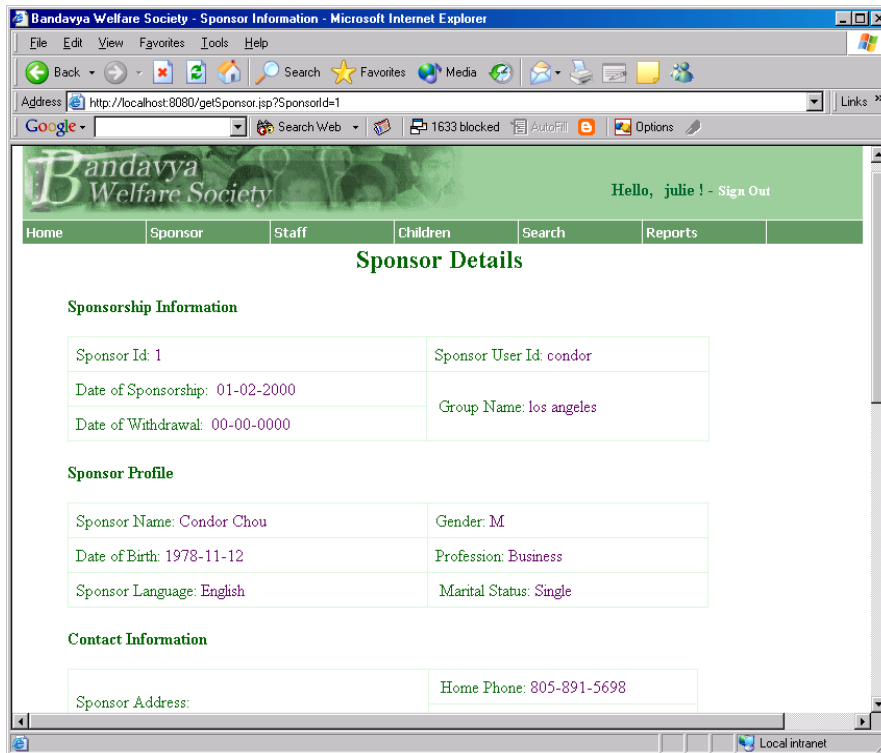 Bandavya Welfare Society - Sponsor Information - Microsoft Internet Explorer
File Edit View Favorites Tools Help
Back Search Favorites Media
Address http://localhost:8080/getSponsor.jsp?SponsorId=1 Links »
Google Search Web 1633 blocked AutoFill Options
Bandavya
Welfare Society
Hello, julie ! - Sign Out
Home Sponsor Staff Children Search Reports
Sponsor Details
Sponsorship Information
Sponsor Id: 1 Sponsor User Id: condor
Date of Sponsorship: 01-02-2000
Group Name: los angeles
Date of Withdrawal: 00-00-0000
Sponsor Profile
Sponsor Name: Condor Chou Gender: M
Date of Birth: 1978-11-12 Profession: Business
Sponsor Language: English Marital Status: Single
Contact Information
Home Phone: 805-891-5698
Sponsor Address:
Local intranet